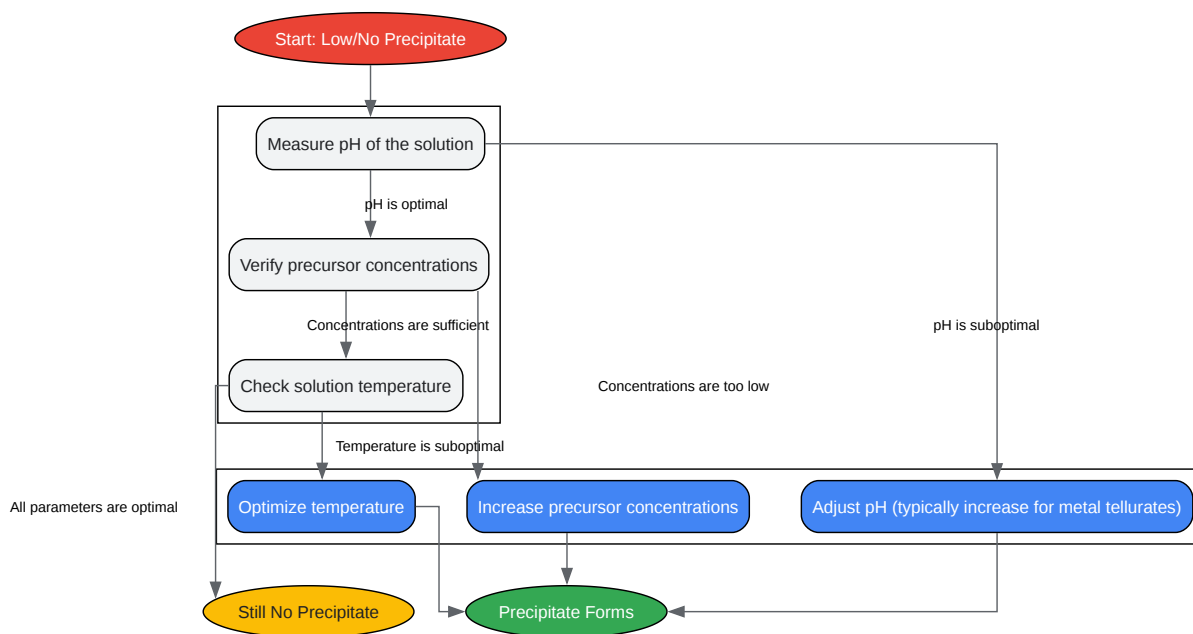 Start: Low/No Precipitate
Measure pH of the solution
pH is optimal
Verify precursor concentrations
Concentrations are sufficient
pH is suboptimal
Check solution temperature
Concentrations are too low
Temperature is suboptimal
All parameters are optimal
Optimize temperature
Increase precursor concentrations
Adjust pH (typically increase for metal tellurates)
Still No Precipitate
Precipitate Forms